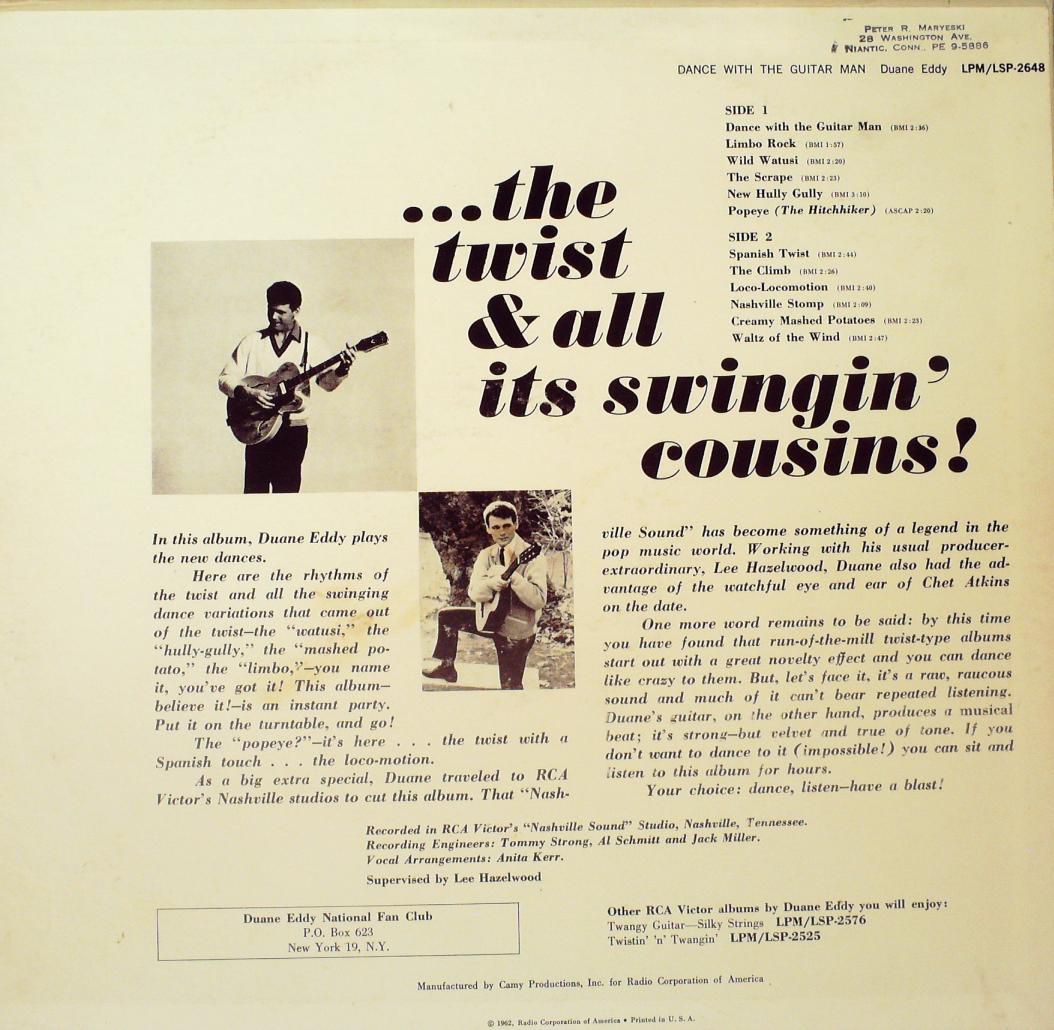 PETER R. MARYESKI
28 WASHINGTON AVE.
NIANTIC, CONN., PE 9-5886
DANCE WITH THE GUITAR MAN Duane Eddy LPM/LSP-2648
SIDE 1
Dance with the Guitar Man (BMI 2:36)
Limbo Rock (BMI 1:57)
Wild Watusi (BMI 2:20)
The Scrape (BMI 2:23)
New Hully Gully (BMI 3:10)
Popeye (The Hitchhiker) (ASCAP 2:20)
SIDE 2
Spanish Twist (BMI 2:44)
The Climb (BMI 2:26)
Loco-Locomotion (BMI 2:40)
Nashville Stomp (BMI 2:09)
Creamy Mashed Potatoes (BMI 2:23)
Waltz of the Wind (BMI 2:47)
...the
twist
& all
its swingin'
cousins!
In this album, Duane Eddy plays
the new dances.
Here are the rhythms of
the twist and all the swinging
dance variations that came out
of the twist—the "watusi," the
"hully-gully," the "mashed po-
tato," the "limbo,"—you name
it, you've got it! This album—
believe it!—is an instant party.
Put it on the turntable, and go!
The "popeye?"—it's here . . . the twist with a
Spanish touch . . . the loco-motion.
As a big extra special, Duane traveled to RCA
Victor's Nashville studios to cut this album. That "Nash-
ville Sound" has become something of a legend in the
pop music world. Working with his usual producer-
extraordinary, Lee Hazelwood, Duane also had the ad-
vantage of the watchful eye and ear of Chet Atkins
on the date.
One more word remains to be said: by this time
you have found that run-of-the-mill twist-type albums
start out with a great novelty effect and you can dance
like crazy to them. But, let's face it, it's a raw, raucous
sound and much of it can't bear repeated listening.
Duane's guitar, on the other hand, produces a musical
beat; it's strong—but velvet and true of tone. If you
don't want to dance to it (impossible!) you can sit and
listen to this album for hours.
Your choice: dance, listen—have a blast!
Recorded in RCA Victor's "Nashville Sound" Studio, Nashville, Tennessee.
Recording Engineers: Tommy Strong, Al Schmitt and Jack Miller.
Vocal Arrangements: Anita Kerr.
Supervised by Lee Hazelwood
Duane Eddy National Fan Club
P.O. Box 623
New York 19, N.Y.
Other RCA Victor albums by Duane Eddy you will enjoy:
Twangy Guitar—Silky Strings LPM/LSP-2576
Twistin' 'n' Twangin' LPM/LSP-2525
Manufactured by Camy Productions, Inc. for Radio Corporation of America
© 1962, Radio Corporation of America • Printed in U. S. A.